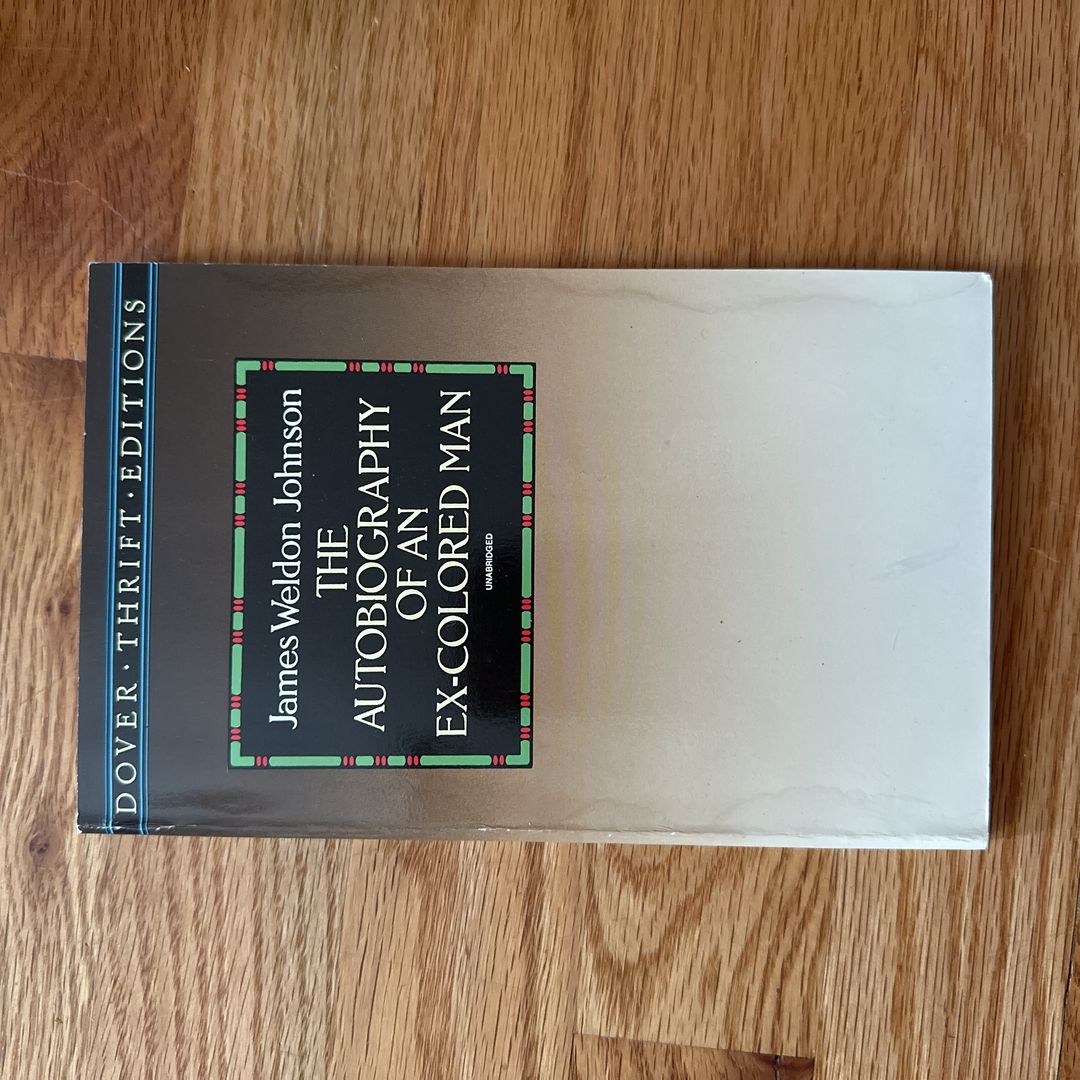 DOVER · THRIFT · EDITIONS
James Weldon Johnson
THE
AUTOBIOGRAPHY
OF AN
EX-COLORED MAN
UNABRIDGED